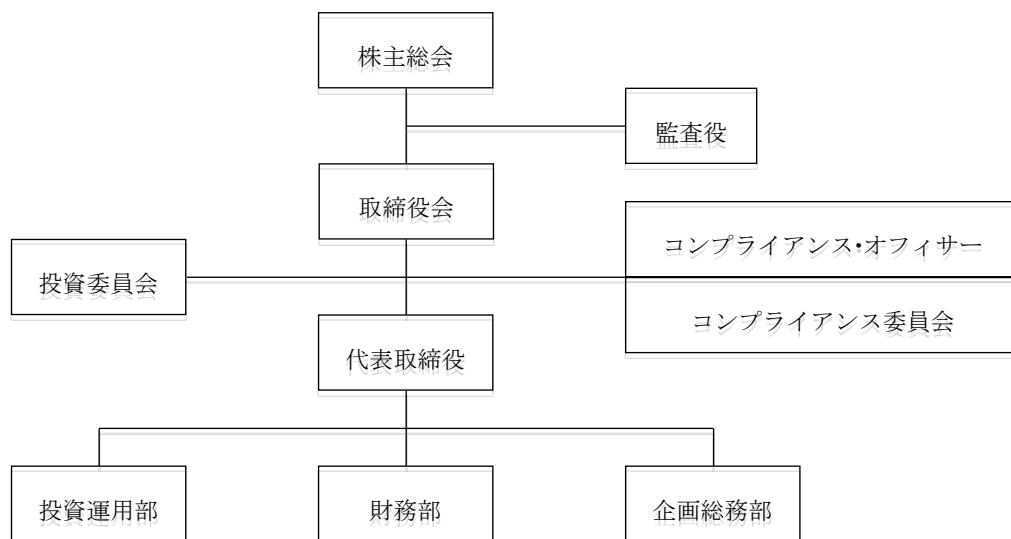 株主総会
監査役
取締役会
コンプライアンス・オフィサー
投資委員会
コンプライアンス委員会
代表取締役
投資運用部
財務部
企画総務部